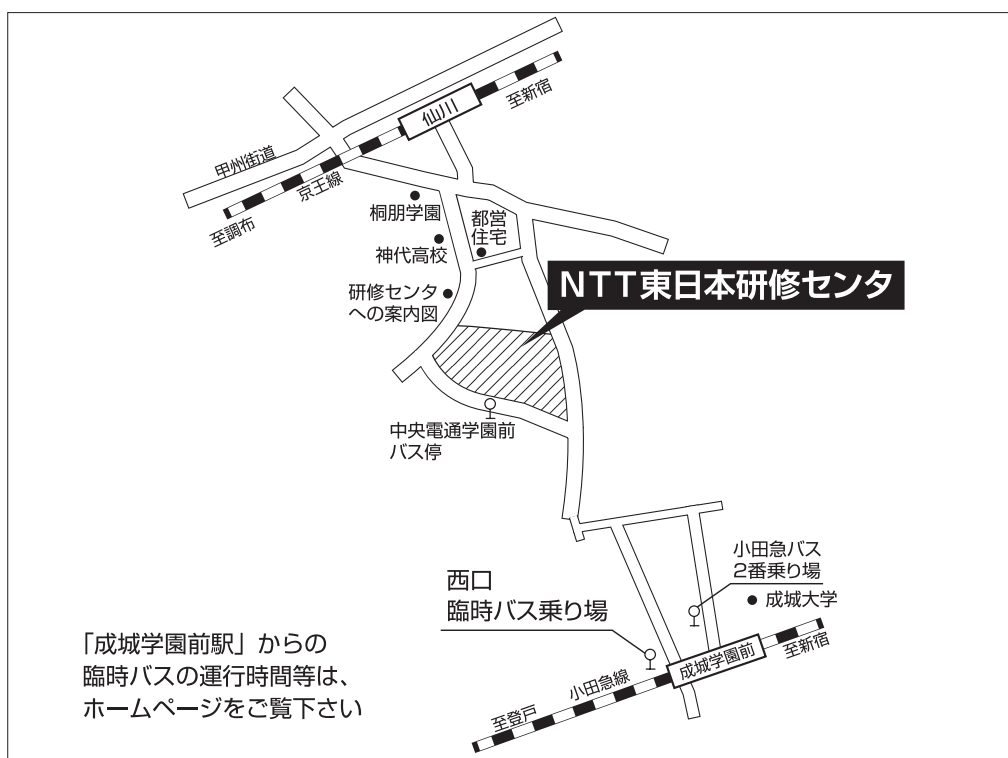 仙川
至新宿
甲州街道
京王線
至調布
桐朋学園
都営
住宅
神代高校
研修センタ
への案内図
NTT東日本研修センタ
中央電通学園前
バス停
小田急バス
2番乗り場
成城大学
西口
臨時バス乗り場
成城学園前
至新宿
小田急線
至登戸
「成城学園前駅」からの
臨時バスの運行時間等は、
ホームページをご覧下さい